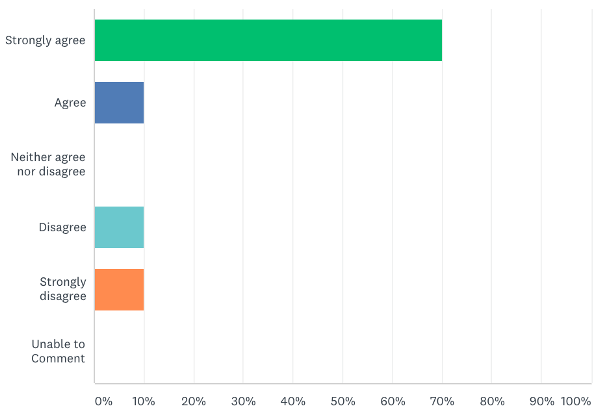 Strongly agree
Agree
Neither agree
nor disagree
Disagree
Strongly
disagree
Unable to
Comment
0% 10% 20% 30% 40% 50% 60% 70% 80% 90% 100%